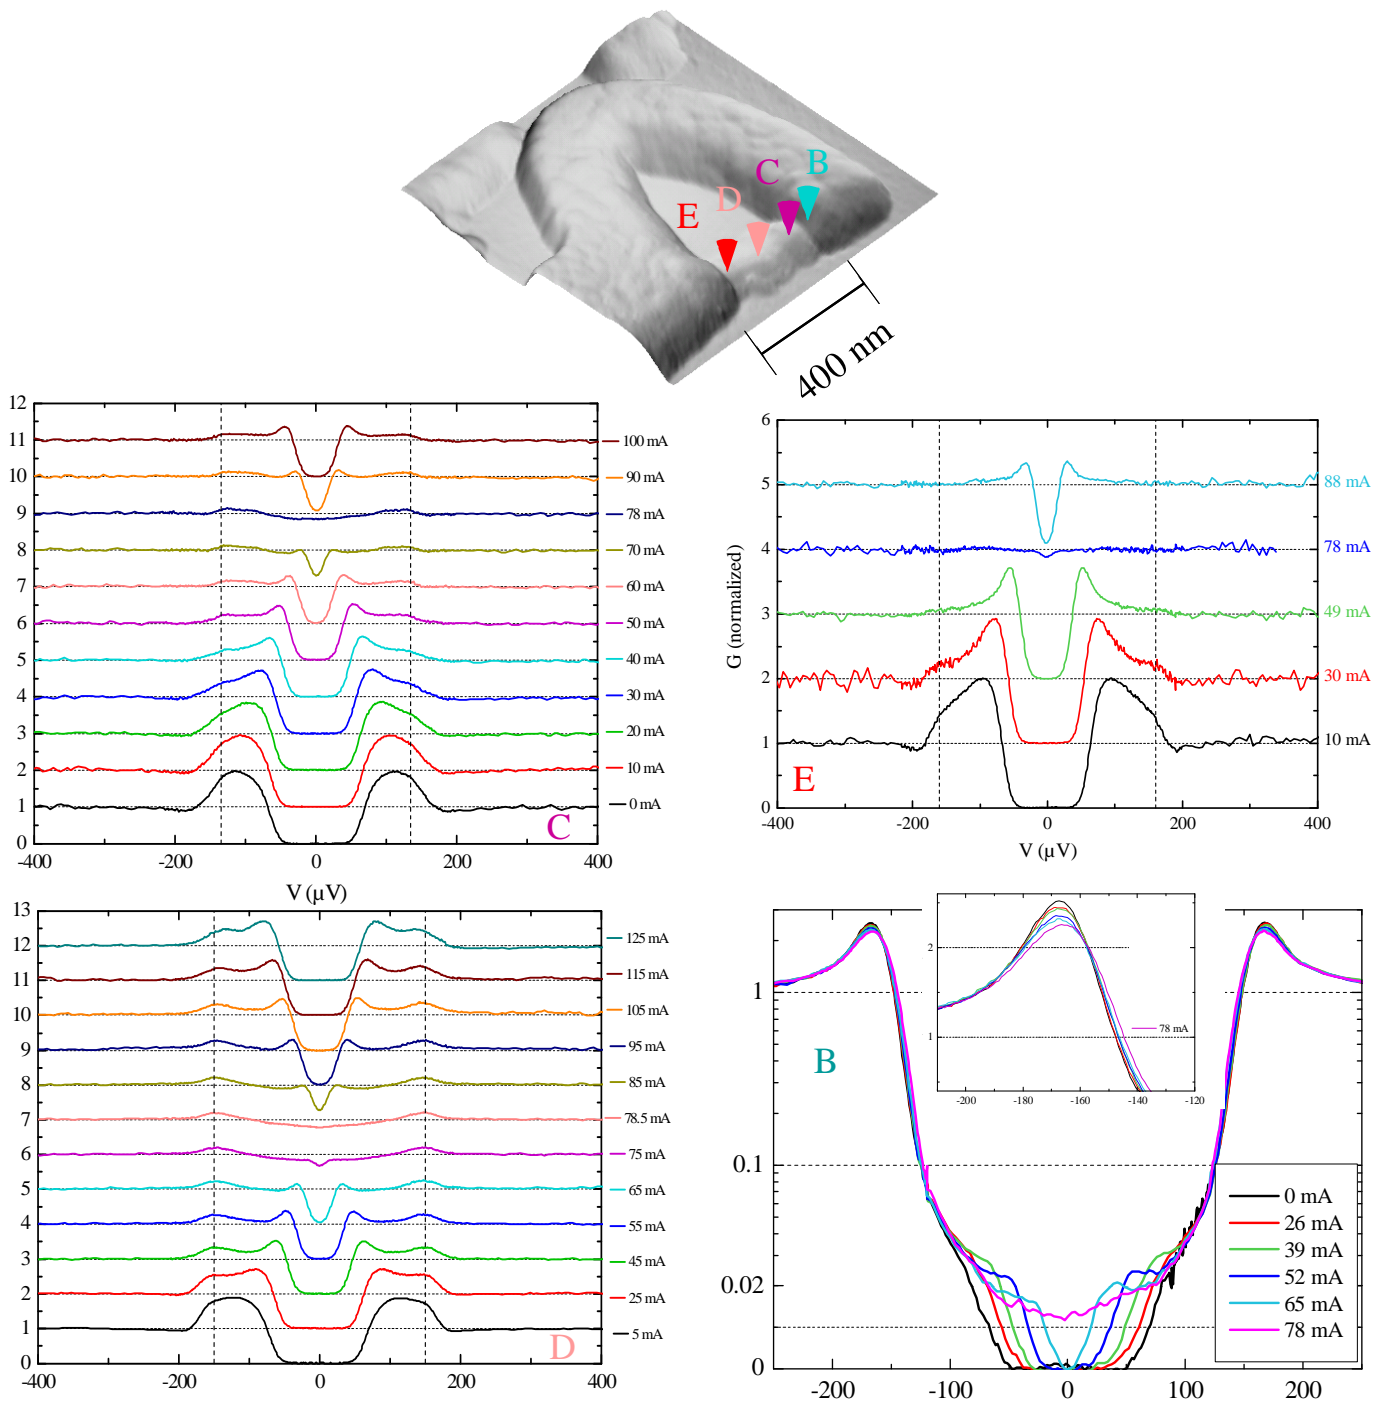 B
C
D
E
400 nm
12
11
10
9
8
7
6
5
4
3
2
1
0
100 mA
90 mA
78 mA
70 mA
60 mA
50 mA
40 mA
30 mA
20 mA
10 mA
0 mA
C
-400 -200 0 200 400
V (µV)
6
5
4
3
2
1
0
G (normalized)
88 mA
78 mA
49 mA
30 mA
10 mA
E
-400 -200 0 200 400
V (µV)
13
12
11
10
9
8
7
6
5
4
3
2
1
0
125 mA
115 mA
105 mA
95 mA
85 mA
78.5 mA
75 mA
65 mA
55 mA
45 mA
25 mA
5 mA
D
-400 -200 0 200 400
1
0.1
0.02
0
B
2
1
78 mA
-200 -180 -160 -140 -120
0 mA
26 mA
39 mA
52 mA
65 mA
78 mA
-200 -100 0 100 200